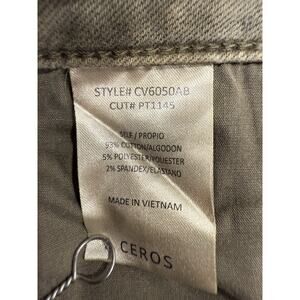 STYLE# CV6050AB
CUT# PT1145
SELF / PROPIO
93% COTTON/ALGODON
5% POLYESTER/POLIESTER
2% SPANDEX/ELASTANO
MADE IN VIETNAM
CEROS